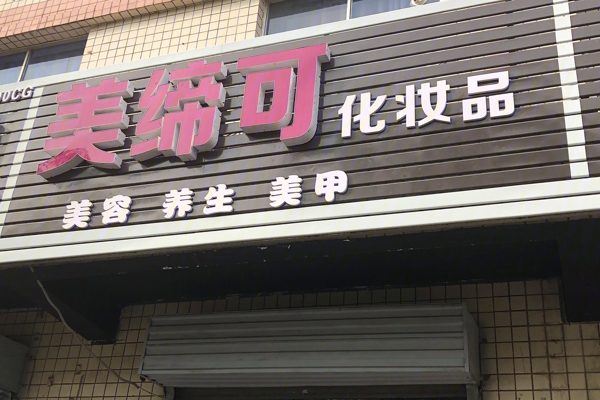 美缔可 化妆品
美容 养生 美甲